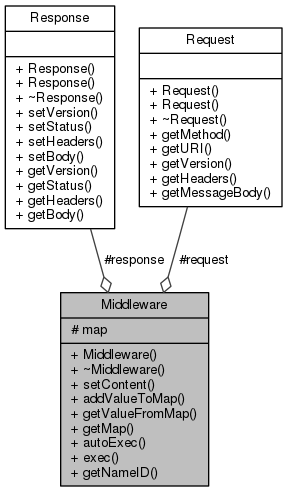 Response
+ Response()
+ Response()
+ ~Response()
+ setVersion()
+ setStatus()
+ setHeaders()
+ setBody()
+ getVersion()
+ getStatus()
+ getHeaders()
+ getBody()
Request
+ Request()
+ Request()
+ ~Request()
+ getMethod()
+ getURI()
+ getVersion()
+ getHeaders()
+ getMessageBody()
#response
#request
Middleware
# map
+ Middleware()
+ ~Middleware()
+ setContent()
+ addValueToMap()
+ getValueFromMap()
+ getMap()
+ autoExec()
+ exec()
+ getNameID()